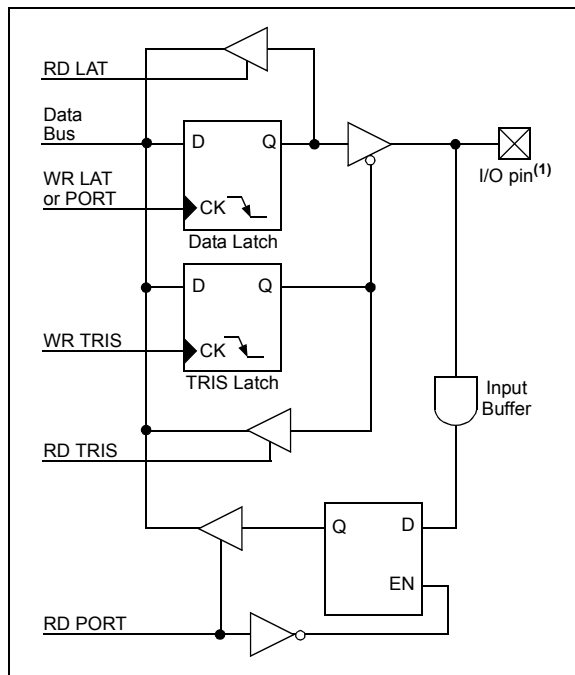 RD LAT
Data
Bus
D
Q
I/O pin(1)
WR LAT
or PORT
CK
Data Latch
D
Q
WR TRIS
CK
TRIS Latch
Input
Buffer
RD TRIS
Q
D
EN
RD PORT